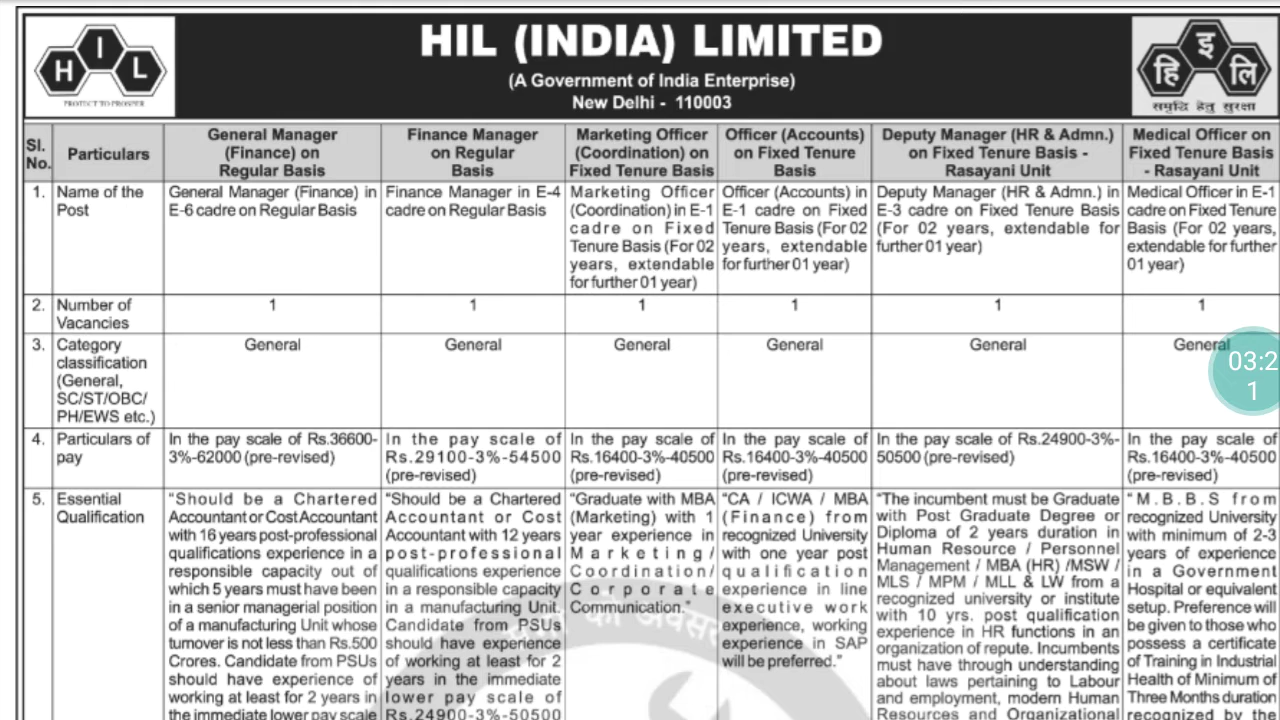 HIL
PROTECT TO PROSPER
HIL (INDIA) LIMITED
(A Government of India Enterprise)
New Delhi - 110003
हि इ लि
समृद्धि हेतु सुरक्षा
Sl. No.
Particulars
General Manager
(Finance) on
Regular Basis
Finance Manager
on Regular
Basis
Marketing Officer
(Coordination) on
Fixed Tenure Basis
Officer (Accounts)
on Fixed Tenure
Basis
Deputy Manager (HR & Admn.)
on Fixed Tenure Basis -
Rasayani Unit
Medical Officer on
Fixed Tenure Basis
- Rasayani Unit
1.
Name of the
Post
General Manager (Finance) in
E-6 cadre on Regular Basis
Finance Manager in E-4
cadre on Regular Basis
Marketing Officer
(Coordination) in E-1
cadre on Fixed
Tenure Basis (For 02
years, extendable
for further 01 year)
Officer (Accounts) in
E-1 cadre on Fixed
Tenure Basis (For 02
years, extendable
for further 01 year)
Deputy Manager (HR & Admn.) in
E-3 cadre on Fixed Tenure Basis
(For 02 years, extendable for
further 01 year)
Medical Officer in E-1
cadre on Fixed Tenure
Basis (For 02 years,
extendable for further
01 year)
2.
Number of
Vacancies
1
1
1
1
1
1
3.
Category
classification
(General,
SC/ST/OBC/
PH/EWS etc.)
General
General
General
General
General
General
03:2
1
4.
Particulars of
pay
In the pay scale of Rs.36600-
3%-62000 (pre-revised)
In the pay scale of
Rs.29100-3%-54500
(pre-revised)
In the pay scale of
Rs.16400-3%-40500
(pre-revised)
In the pay scale of
Rs.16400-3%-40500
(pre-revised)
In the pay scale of Rs.24900-3%-
50500 (pre-revised)
In the pay scale of
Rs.16400-3%-40500
(pre-revised)
5.
Essential
Qualification
"Should be a Chartered
Accountant or Cost Accountant
with 16 years post-professional
qualifications experience in a
responsible capacity out of
which 5 years must have been
in a senior managerial position
of a manufacturing Unit whose
turnover is not less than Rs.500
Crores. Candidate from PSUs
should have experience of
working at least for 2 years in
the immediate lower pay scale
"Should be a Chartered
Accountant or Cost
Accountant with 12 years
post-professional
qualifications experience
in a responsible capacity
in a manufacturing Unit.
Candidate from PSUs
should have experience
of working at least for 2
years in the immediate
lower pay scale of
Rs.24900-3%-50500
"Graduate with MBA
(Marketing) with 1
year experience in
Marketing/
Coordination/
Corporate
Communication."
"CA / ICWA / MBA
(Finance) from
recognized University
with one year post
qualification
experience in line
executive work
experience, working
experience in SAP
will be preferred."
"The incumbent must be Graduate
with Post Graduate Degree or
Diploma of 2 years duration in
Human Resource / Personnel
Management / MBA (HR) /MSW /
MLS / MPM / MLL & LW from a
recognized university or institute
with 10 yrs. post qualification
experience in HR functions in an
organization of repute. Incumbents
must have through understanding
about laws pertaining to Labour
and employment, modern Human
Resources and Organizational
"M.B.B.S from
recognized University
with minimum of 2-3
years of experience
in a Government
Hospital or equivalent
setup. Preference will
be given to those who
possess a certificate
of Training in Industrial
Health of Minimum of
Three Months duration
recognized by the